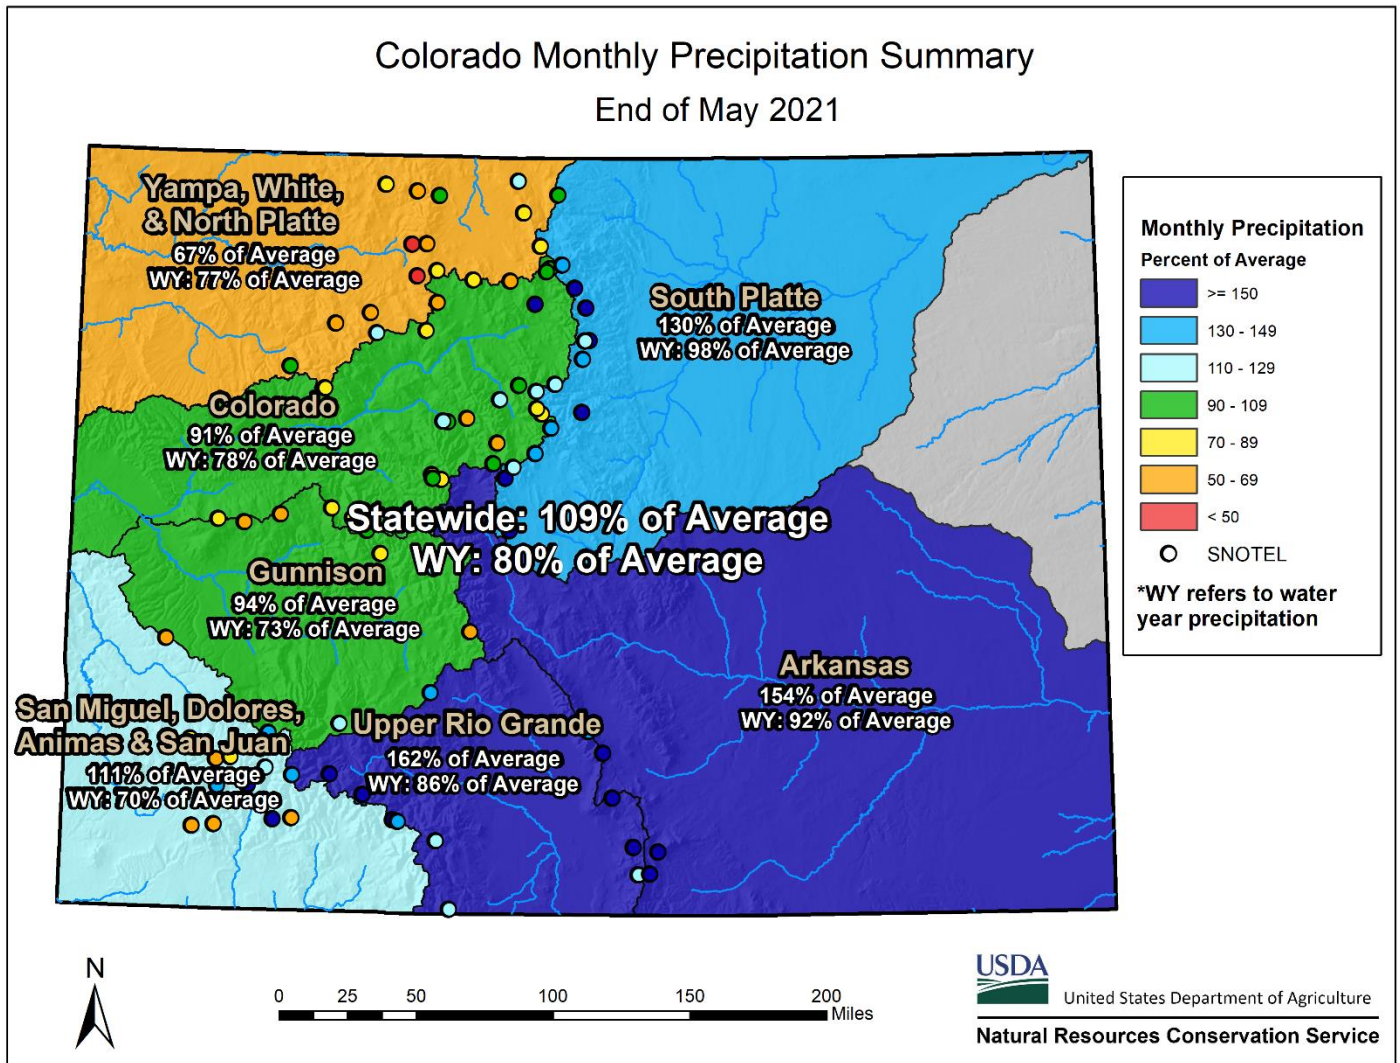 Colorado Monthly Precipitation Summary
End of May 2021
Yampa, White,
& North Platte
67% of Average
WY: 77% of Average
South Platte
130% of Average
WY: 98% of Average
Colorado
91% of Average
WY: 78% of Average
Statewide: 109% of Average
WY: 80% of Average
Gunnison
94% of Average
WY: 73% of Average
Arkansas
154% of Average
WY: 92% of Average
San Miguel, Dolores,
Animas & San Juan
111% of Average
WY: 70% of Average
Upper Rio Grande
162% of Average
WY: 86% of Average
Monthly Precipitation
Percent of Average
>= 150
130 - 149
110 - 129
90 - 109
70 - 89
50 - 69
< 50
SNOTEL
*WY refers to water
year precipitation
N
0 25 50 100 150 200
Miles
USDA
United States Department of Agriculture
Natural Resources Conservation Service